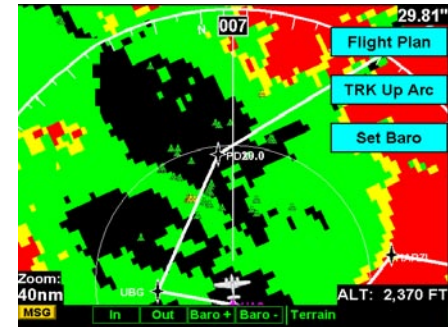 29.81"
007
N
Flight Plan
TRK Up Arc
Set Baro
PDX
20.0
UBG
Zoom:
40nm
ALT: 2,370 FT
MSG
In
Out
Baro +
Baro -
Terrain